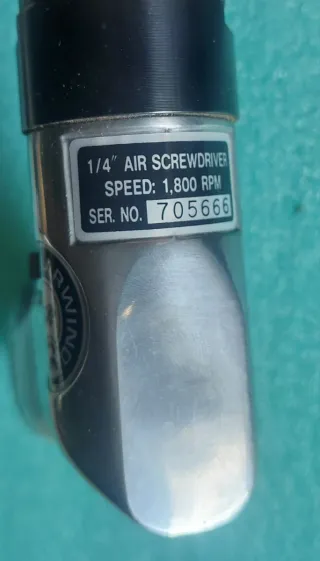 1/4" AIR SCREWDRIVER
SPEED: 1,800 RPM
SER. NO. 705666